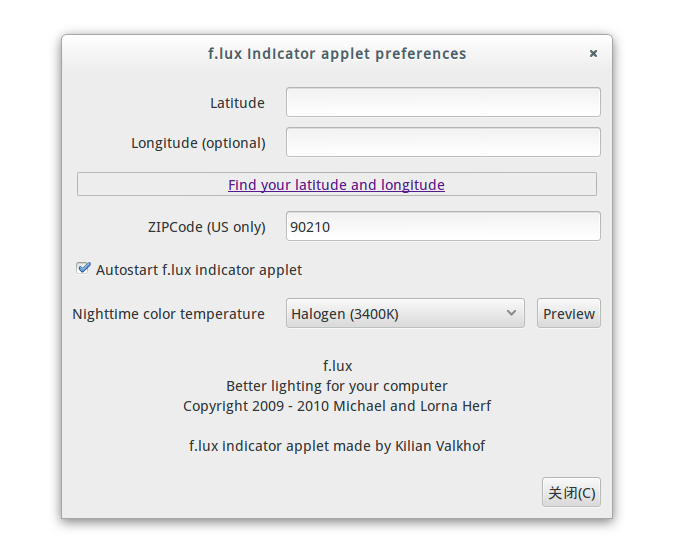 f.lux indicator applet preferences
Latitude
Longitude (optional)
Find your latitude and longitude
ZIPCode (US only) 90210
Autostart f.lux indicator applet
Nighttime color temperature Halogen (3400K) Preview
f.lux
Better lighting for your computer
Copyright 2009 - 2010 Michael and Lorna Herf
f.lux indicator applet made by Kilian Valkhof
关闭(C)